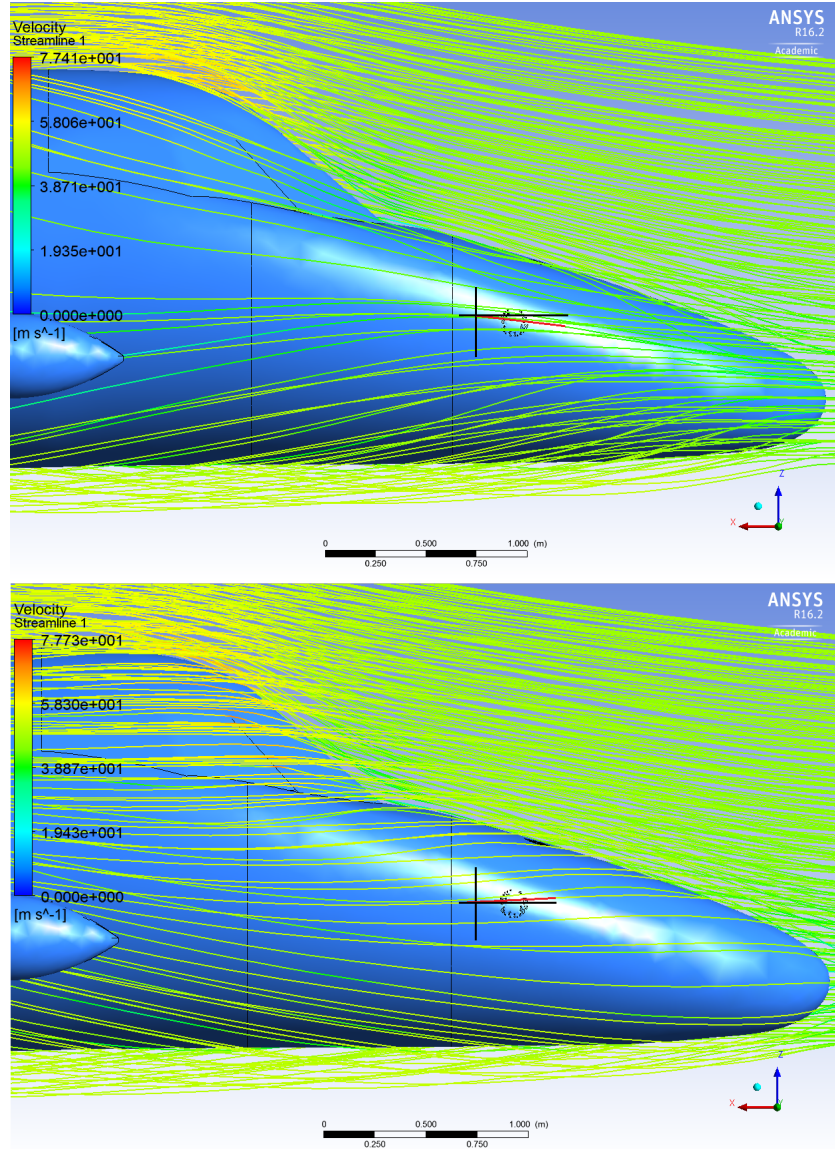 ANSYS
R16.2
Academic
Velocity
Streamline 1
7.741e+001
5.806e+001
3.871e+001
1.935e+001
0.000e+000
[m s^-1]
Z
X
Y
0 0.500 1.000 (m)
0.250 0.750
ANSYS
R16.2
Academic
Velocity
Streamline 1
7.773e+001
5.830e+001
3.887e+001
1.943e+001
0.000e+000
[m s^-1]
Z
X
Y
0 0.500 1.000 (m)
0.250 0.750